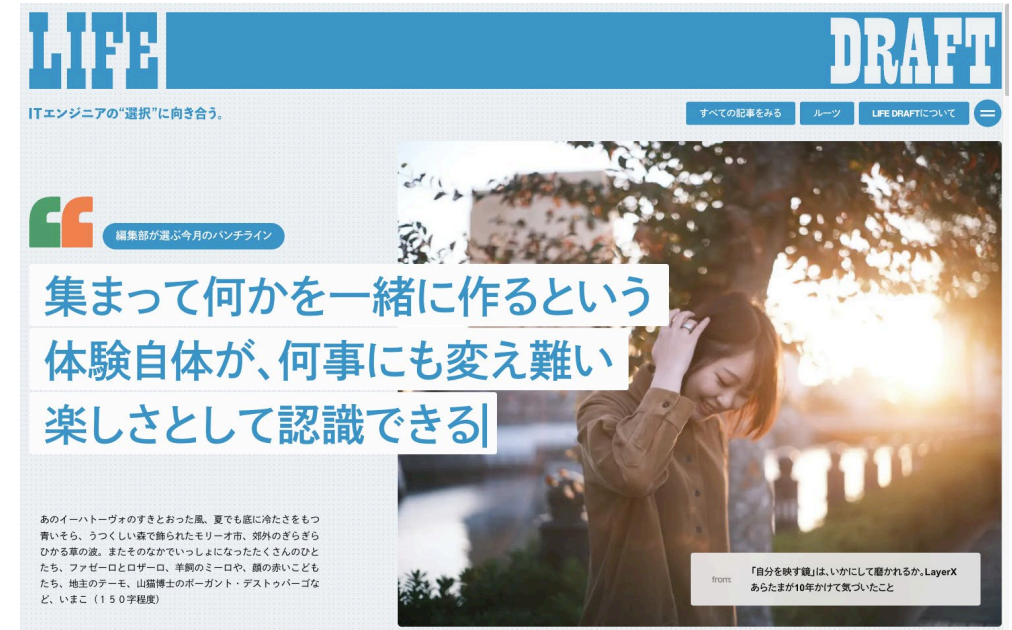 LIFE DRAFT
ITエンジニアの“選択”に向き合う。
すべての記事をみる
ルーツ
LIFE DRAFTについて
編集部が選ぶ今月のパンチライン
集まって何かを一緒に作るという
体験自体が、何事にも変え難い
楽しさとして認識できる
あのイーハトーヴォのすきとおった風、夏でも底に冷たさをもつ
青いそら、うつくしい森で飾られたモリーオ市、郊外のぎらぎら
ひかる草の波。またそのなかでいっしょになったたくさんのひと
たち、ファゼーロとロザーロ、羊飼のミーロや、顔の赤いこども
たち、地主のテーモ、山猫博士のボーガント・デストゥパーゴな
ど、いまこ（１５０字程度）
from:
「自分を映す鏡」は、いかにして磨かれるか。LayerX
あらたまが10年かけて気づいたこと